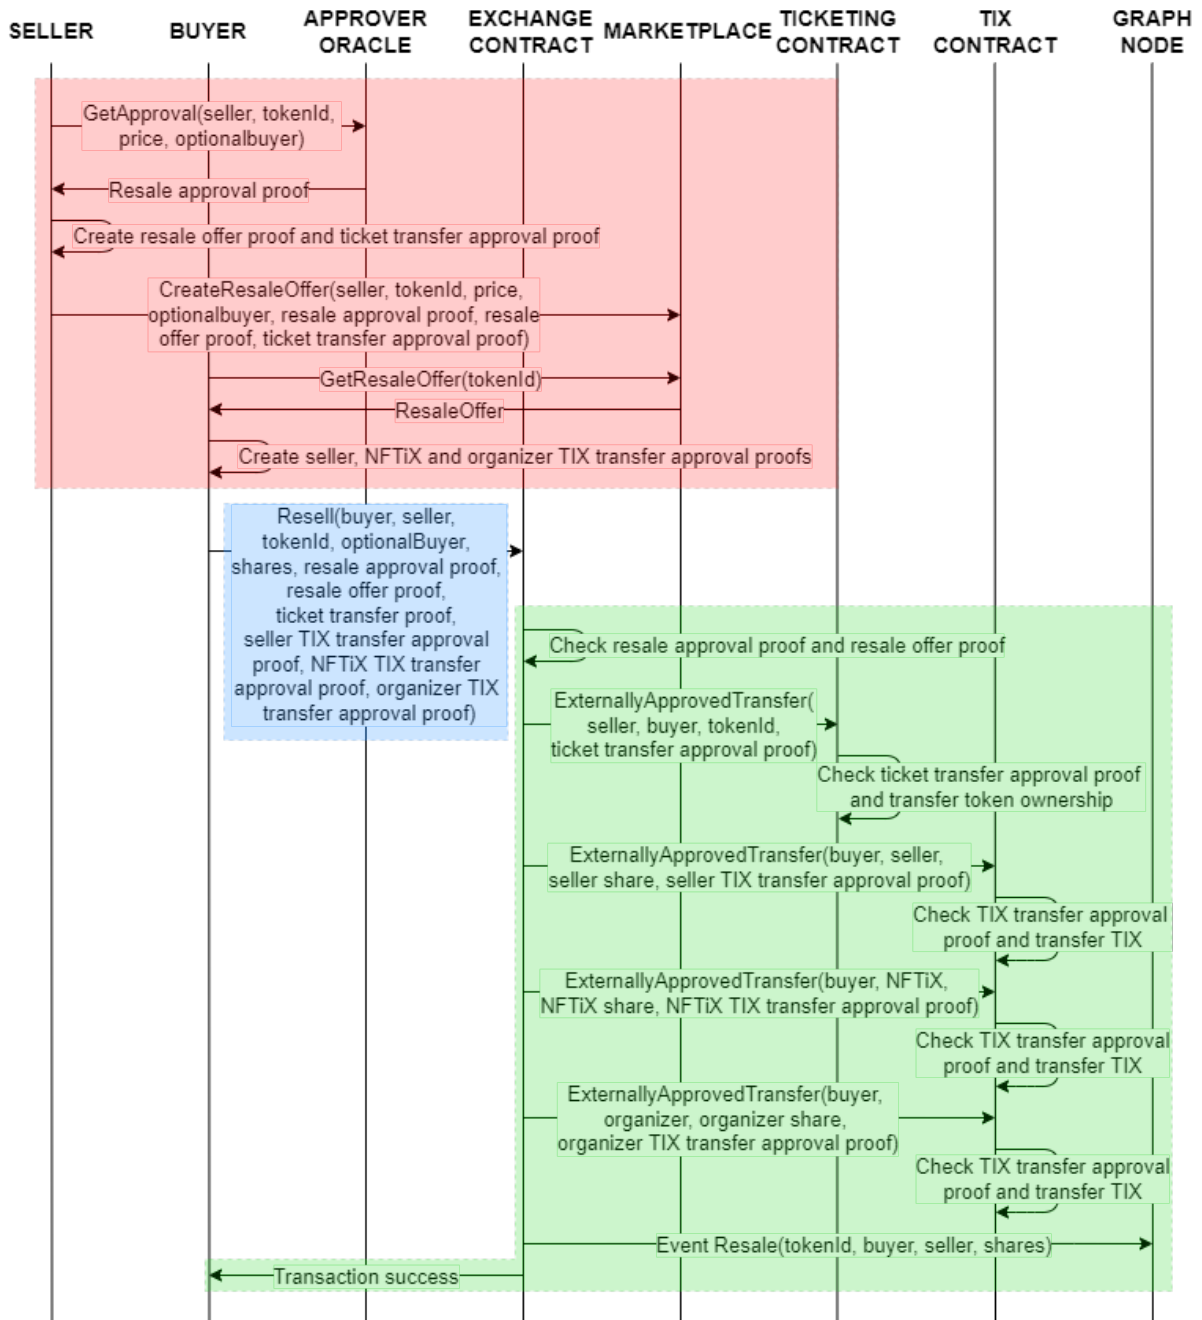 SELLER
BUYER
APPROVER
ORACLE
EXCHANGE
CONTRACT
MARKETPLACE
TICKETING
CONTRACT
TIX
CONTRACT
GRAPH
NODE
GetApproval(seller, tokenId,
price, optionalbuyer)
Resale approval proof
Create resale offer proof and ticket transfer approval proof
CreateResaleOffer(seller, tokenId, price,
optionalbuyer, resale approval proof, resale
offer proof, ticket transfer approval proof)
GetResaleOffer(tokenId)
ResaleOffer
Create seller, NFTiX and organizer TIX transfer approval proofs
Resell(buyer, seller,
tokenId, optionalBuyer,
shares, resale approval proof,
resale offer proof,
ticket transfer proof,
seller TIX transfer approval
proof, NFTiX TIX transfer
approval proof, organizer TIX
transfer approval proof)
Check resale approval proof and resale offer proof
ExternallyApprovedTransfer(
seller, buyer, tokenId,
ticket transfer approval proof)
Check ticket transfer approval proof
and transfer token ownership
ExternallyApprovedTransfer(buyer, seller,
seller share, seller TIX transfer approval proof)
Check TIX transfer approval
proof and transfer TIX
ExternallyApprovedTransfer(buyer, NFTiX,
NFTiX share, NFTiX TIX transfer approval proof)
Check TIX transfer approval
proof and transfer TIX
ExternallyApprovedTransfer(buyer,
organizer, organizer share,
organizer TIX transfer approval proof)
Check TIX transfer approval
proof and transfer TIX
Event Resale(tokenId, buyer, seller, shares)
Transaction success